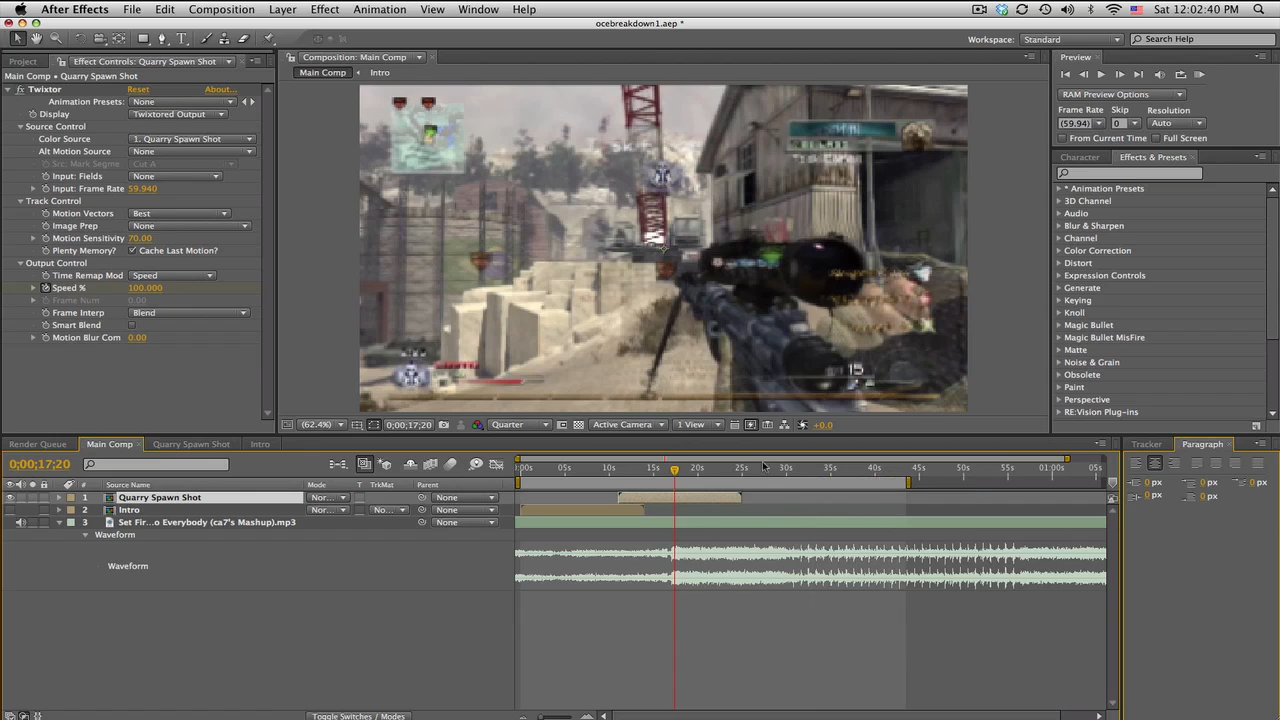 After Effects File Edit Composition Layer Effect Animation View Window Help Sat 12:02:40
ocebreakdown1.aep *
Workspace: Standard Search Help
Project Effect Controls: Quarry Spawn Shot Composition: Main Comp Preview
Main Comp • Quarry Spawn Shot Main Comp Intro
fx Twixtor Reset About...
Animation Presets: None
Display Twixtored Output
Source Control
Color Source 1. Quarry Spawn Shot
Alt Motion Source None
Src: Mark Segme Cut A
Input: Fields None
Input: Frame Rate 59.940
Track Control
Motion Vectors Best
Image Prep None
Motion Sensitivity 70.00
Plenty Memory? Cache Last Motion?
Output Control
Time Remap Mod Speed
Speed % 100.000
Frame Num 0.00
Frame Interp Blend
Smart Blend
Motion Blur Com 0.00
15
RAM Preview Options
Frame Rate Skip Resolution
(59.94) 0 Auto
From Current Time Full Screen
Character Effects & Presets
* Animation Presets
3D Channel
Audio
Blur & Sharpen
Channel
Color Correction
Distort
Expression Controls
Generate
Keying
Knoll
Magic Bullet
Magic Bullet MisFire
Matte
Noise & Grain
Obsolete
Paint
Perspective
RE:Vision Plug-ins
(62.4%) 0;00;17;20 Quarter Active Camera 1 View +0.0
Render Queue Main Comp Quarry Spawn Shot Intro Tracker Paragraph
0;00;17;20
:00s 05s 10s 15s 20s 25s 30s 35s 40s 45s 50s 55s 01:00s 05s
# Source Name Mode T TrkMat Parent
1 Quarry Spawn Shot Nor... None
2 Intro Nor... No... None
3 Set Fir...o Everybody (ca7's Mashup).mp3 None
Waveform
Waveform
0 px 0 px 0 px
0 px 0 px
Toggle Switches / Modes